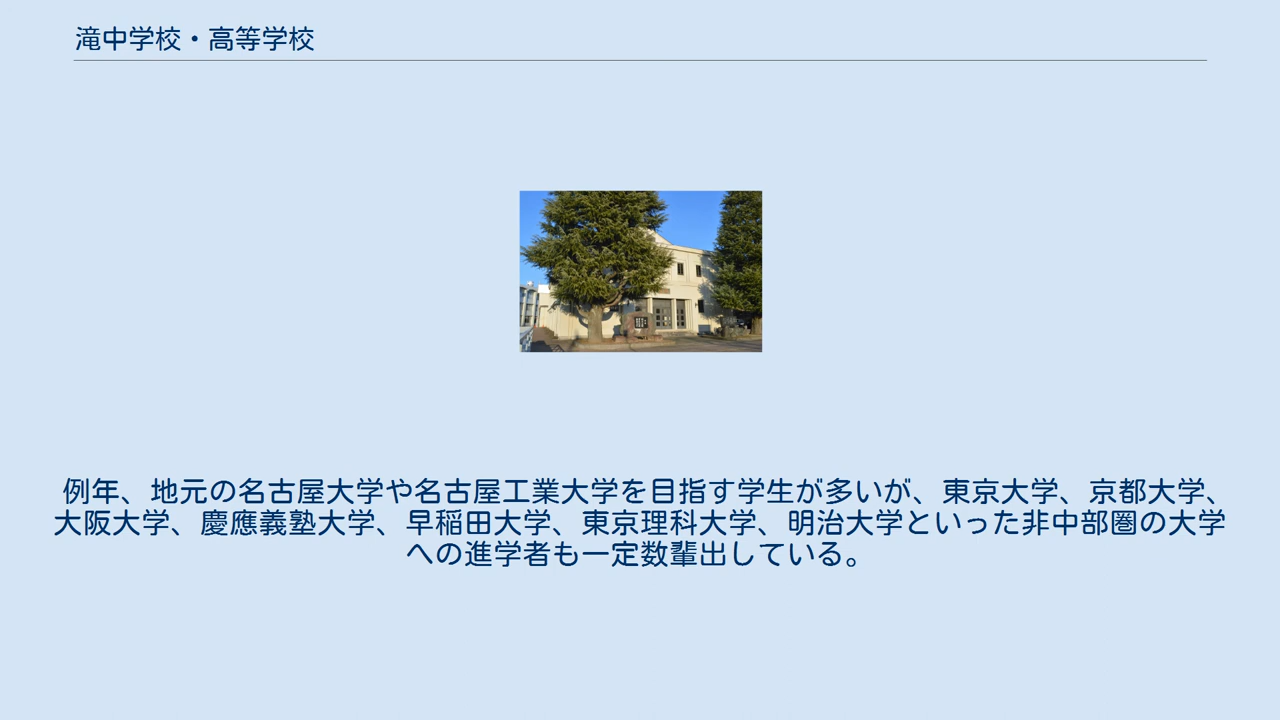 滝中学校・高等学校
例年、地元の名古屋大学や名古屋工業大学を目指す学生が多いが、東京大学、京都大学、
大阪大学、慶應義塾大学、早稲田大学、東京理科大学、明治大学といった非中部圏の大学
への進学者も一定数輩出している。